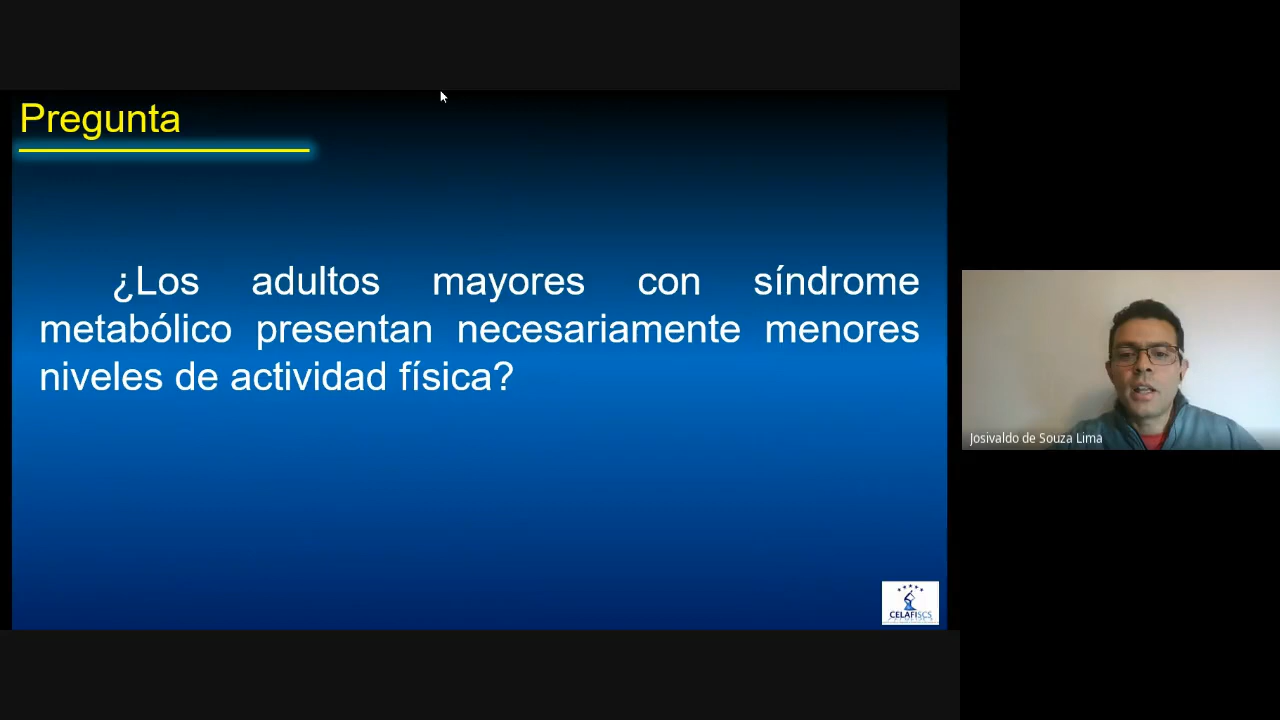 Pregunta
¿Los adultos mayores con síndrome
metabólico presentan necesariamente menores
niveles de actividad física?
CELAFISCS
Josivaldo de Souza Lima